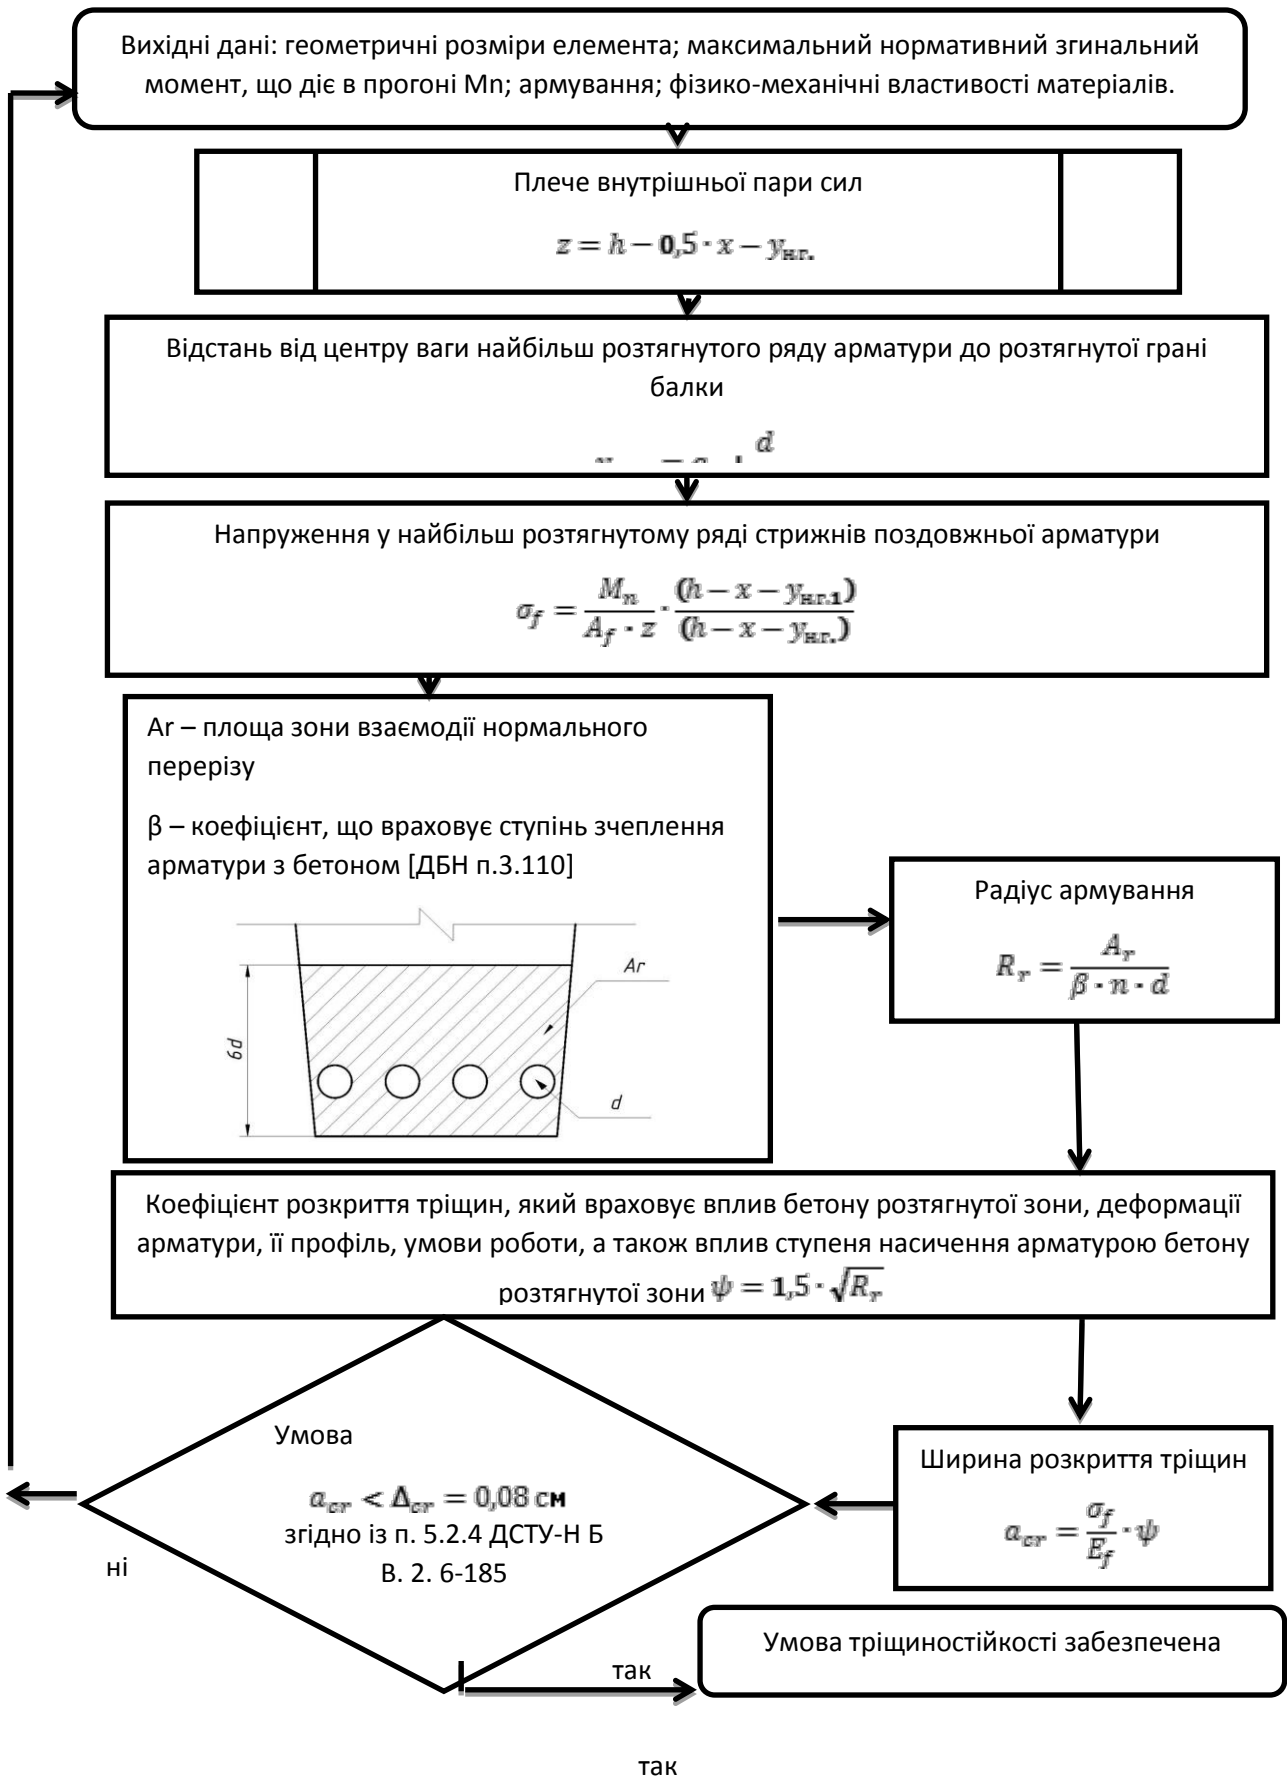 Вихідні дані: геометричні розміри елемента; максимальний нормативний згинальний
момент, що діє в прогоні Mn; армування; фізико-механічні властивості матеріалів.
Плече внутрішньої пари сил
z = h − 0,5 · x − yн.г.
Відстань від центру ваги найбільш розтягнутого ряду арматури до розтягнутої грані
балки
d
Напруження у найбільш розтягнутому ряді стрижнів поздовжньої арматури
σf = Mn / (Af · z) · (h − x − yн.г.1) / (h − x − yн.г.)
Ar – площа зони взаємодії нормального
перерізу
β – коефіцієнт, що враховує ступінь зчеплення
арматури з бетоном [ДБН п.3.110]
Ar
6d
d
Радіус армування
Rr = Ar / (β · n · d)
Коефіцієнт розкриття тріщин, який враховує вплив бетону розтягнутої зони, деформації
арматури, її профіль, умови роботи, а також вплив ступеня насичення арматурою бетону
розтягнутої зони ψ = 1,5 · √Rr
Умова
acr < Δcr = 0,08 см
згідно із п. 5.2.4 ДСТУ-Н Б
В. 2. 6-185
ні
Ширина розкриття тріщин
acr = σf / Ef · ψ
Умова тріщиностійкості забезпечена
так
так